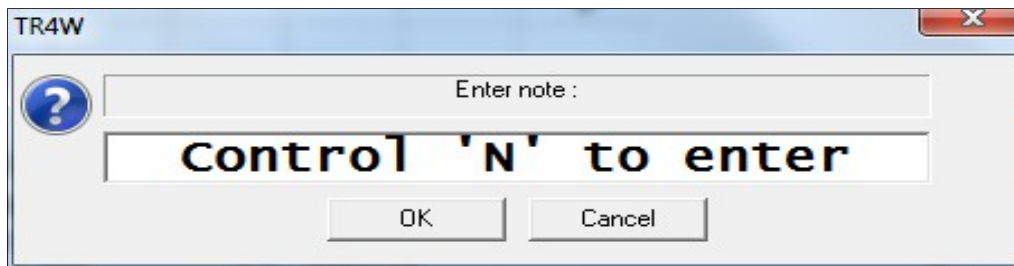 TR4W
Enter note :
Control 'N' to enter
OK
Cancel